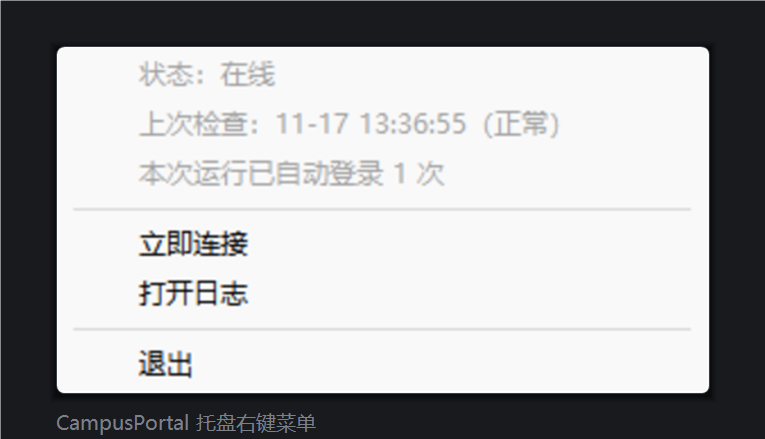 状态：在线
上次检查：11-17 13:36:55（正常）
本次运行已自动登录 1 次
立即连接
打开日志
退出
CampusPortal 托盘右键菜单